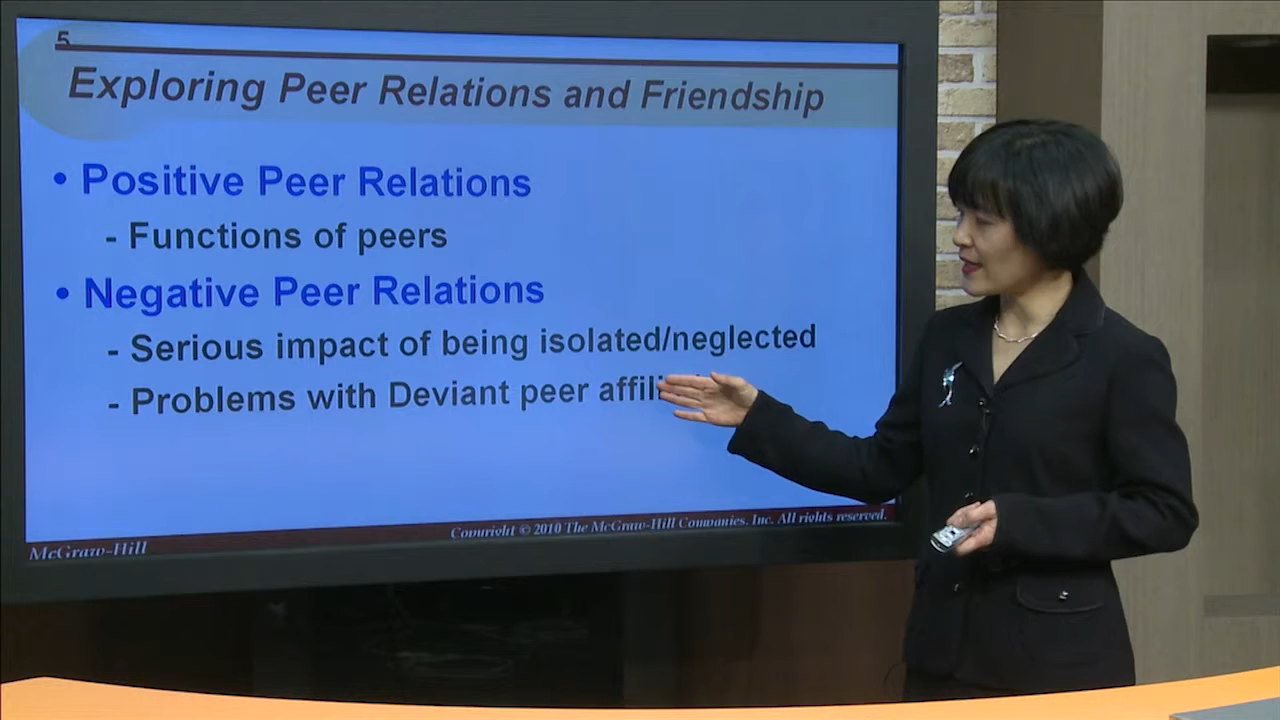 5
Exploring Peer Relations and Friendship
• Positive Peer Relations
- Functions of peers
• Negative Peer Relations
- Serious impact of being isolated/neglected
- Problems with Deviant peer
McGraw-Hill
Copyright © 2010 The McGraw-Hill Companies, Inc. All rights reserved.